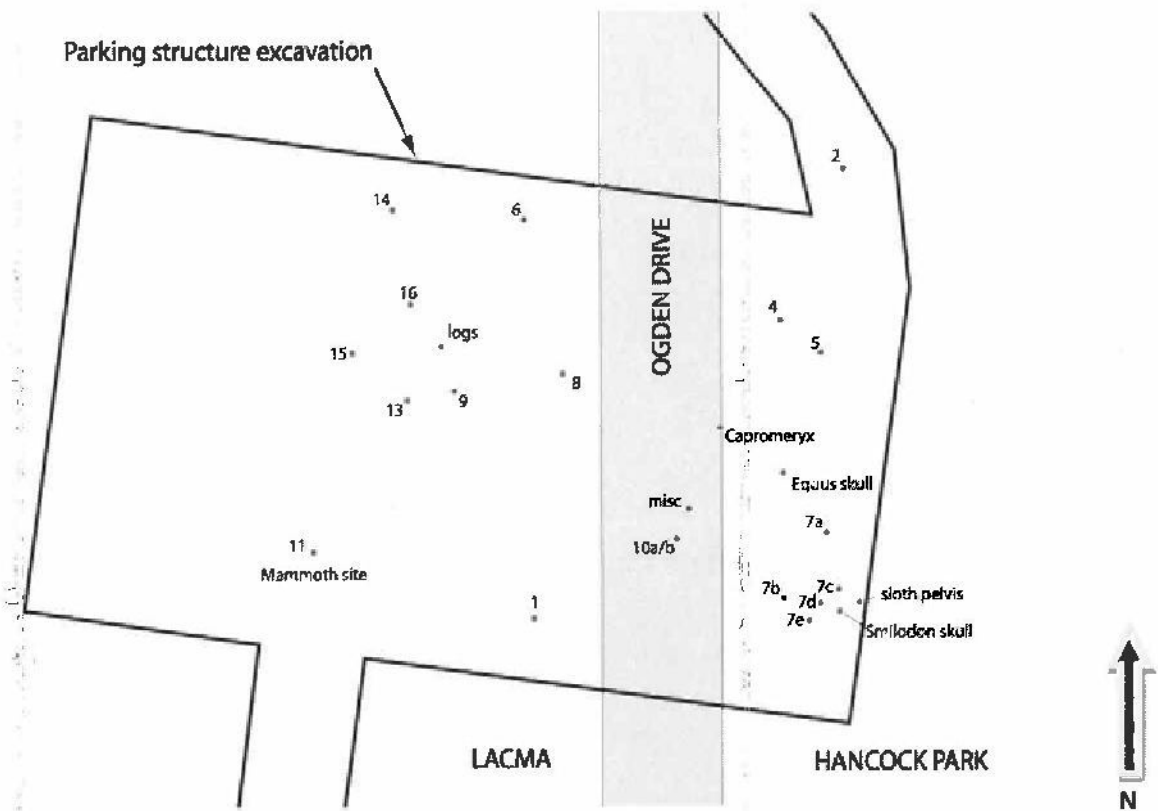 Parking structure excavation
2
14
6
OGDEN DRIVE
16
4
logs
15
5
8
9
13
Capromeryx
Equus skull
misc
7a
10a/b
11
Mammoth site
7c
7b
sloth pelvis
7d
1
7e
Smilodon skull
LACMA
HANCOCK PARK
N